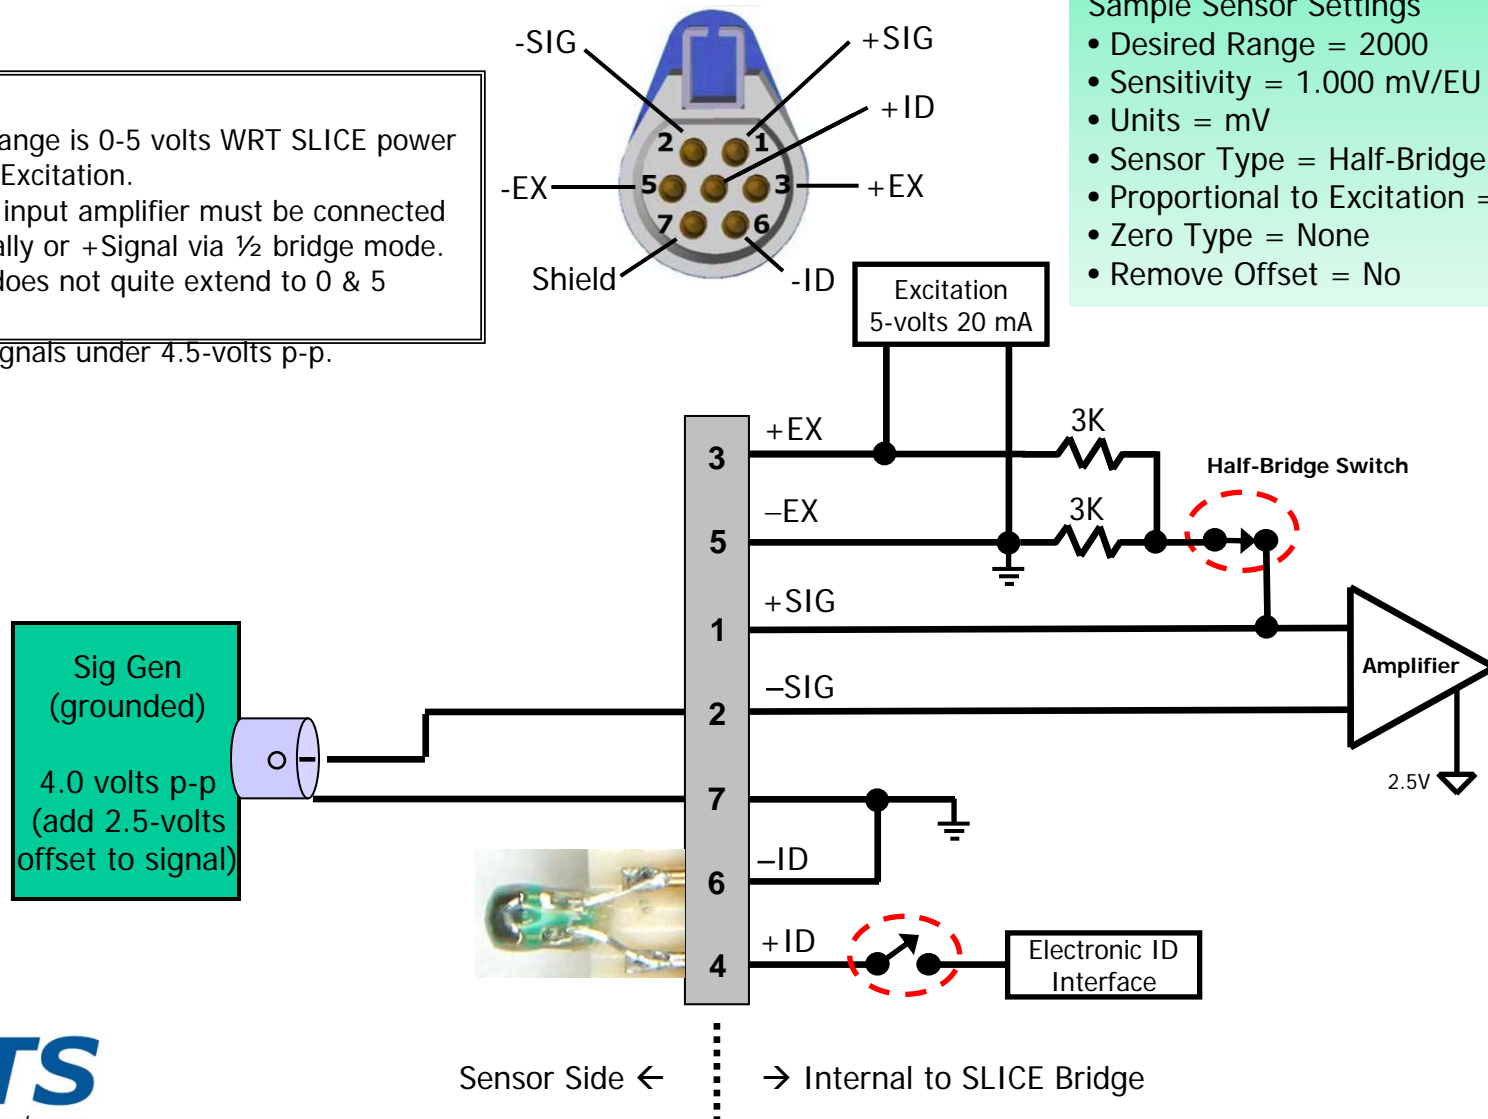 ange is 0-5 volts WRT SLICE power
Excitation.
input amplifier must be connected
ally or +Signal via ½ bridge mode.
does not quite extend to 0 & 5
gnals under 4.5-volts p-p.
-SIG
+SIG
+ID
-EX
+EX
Shield
-ID
2
1
5
3
7
6
Sample Sensor Settings
• Desired Range = 2000
• Sensitivity = 1.000 mV/EU
• Units = mV
• Sensor Type = Half-Bridge
• Proportional to Excitation =
• Zero Type = None
• Remove Offset = No
Excitation
5-volts 20 mA
3
+EX
3K
Half-Bridge Switch
5
–EX
3K
1
+SIG
2
–SIG
Amplifier
2.5V
Sig Gen
(grounded)
4.0 volts p-p
(add 2.5-volts
offset to signal)
7
6
–ID
4
+ID
Electronic ID
Interface
Sensor Side ←
→ Internal to SLICE Bridge
TS